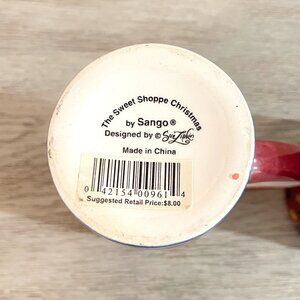 The Sweet Shoppe Christmas
by Sango®
Designed by © Sue Zipkin
Made in China
0 42154 00961 4
Suggested Retail Price:$8.00